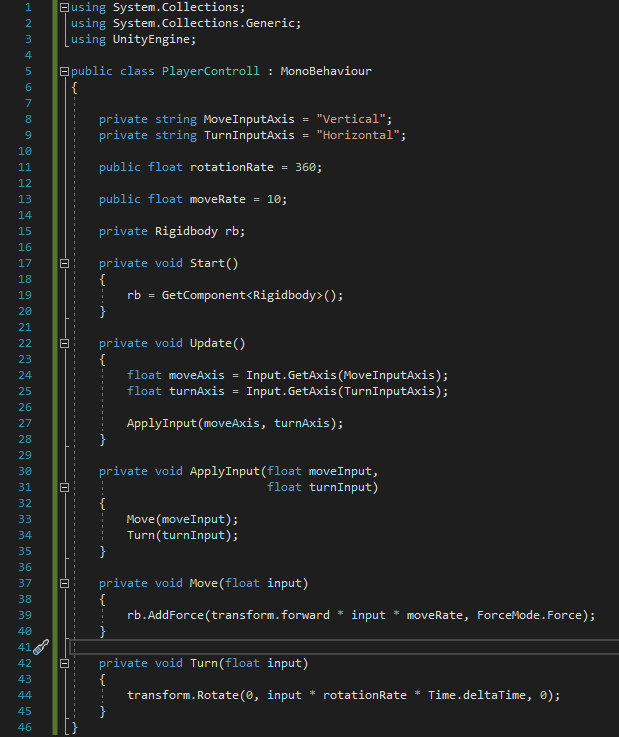 1 using System.Collections;
2 using System.Collections.Generic;
3 using UnityEngine;
4
5 public class PlayerControll : MonoBehaviour
6 {
7
8 private string MoveInputAxis = "Vertical";
9 private string TurnInputAxis = "Horizontal";
10
11 public float rotationRate = 360;
12
13 public float moveRate = 10;
14
15 private Rigidbody rb;
16
17 private void Start()
18 {
19 rb = GetComponent<Rigidbody>();
20 }
21
22 private void Update()
23 {
24 float moveAxis = Input.GetAxis(MoveInputAxis);
25 float turnAxis = Input.GetAxis(TurnInputAxis);
26
27 ApplyInput(moveAxis, turnAxis);
28 }
29
30 private void ApplyInput(float moveInput,
31 float turnInput)
32 {
33 Move(moveInput);
34 Turn(turnInput);
35 }
36
37 private void Move(float input)
38 {
39 rb.AddForce(transform.forward * input * moveRate, ForceMode.Force);
40 }
41
42 private void Turn(float input)
43 {
44 transform.Rotate(0, input * rotationRate * Time.deltaTime, 0);
45 }
46 }